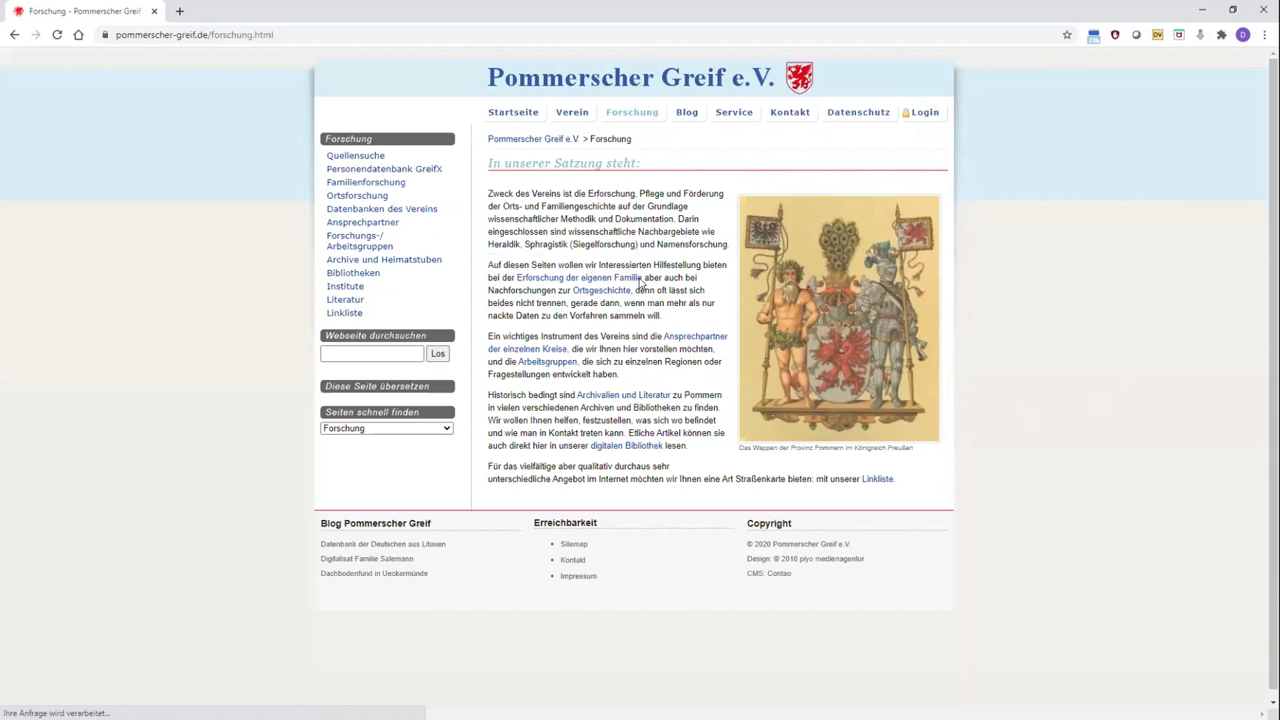 Forschung - Pommerscher Greif
pommerscher-greif.de/forschung.html
D
Pommerscher Greif e.V.
Startseite Verein Forschung Blog Service Kontakt Datenschutz Login
Forschung
Quellensuche
Personendatenbank GreifX
Familienforschung
Ortsforschung
Datenbanken des Vereins
Ansprechpartner
Forschungs-/
Arbeitsgruppen
Archive und Heimatstuben
Bibliotheken
Institute
Literatur
Linkliste
Webseite durchsuchen
Los
Diese Seite übersetzen
Seiten schnell finden
Forschung
Pommerscher Greif e.V. > Forschung
In unserer Satzung steht:
Zweck des Vereins ist die Erforschung, Pflege und Förderung
der Orts- und Familiengeschichte auf der Grundlage
wissenschaftlicher Methodik und Dokumentation. Darin
eingeschlossen sind wissenschaftliche Nachbargebiete wie
Heraldik, Sphragistik (Siegelforschung) und Namensforschung.
Auf diesen Seiten wollen wir Interessierten Hilfestellung bieten
bei der Erforschung der eigenen Familie aber auch bei
Nachforschungen zur Ortsgeschichte, denn oft lässt sich
beides nicht trennen, gerade dann, wenn man mehr als nur
nackte Daten zu den Vorfahren sammeln will.
Ein wichtiges Instrument des Vereins sind die Ansprechpartner
der einzelnen Kreise, die wir Ihnen hier vorstellen möchten,
und die Arbeitsgruppen, die sich zu einzelnen Regionen oder
Fragestellungen entwickelt haben.
Historisch bedingt sind Archivalien und Literatur zu Pommern
in vielen verschiedenen Archiven und Bibliotheken zu finden.
Wir wollen Ihnen helfen, festzustellen, was sich wo befindet
und wie man in Kontakt treten kann. Etliche Artikel können sie
auch direkt hier in unserer digitalen Bibliothek lesen.
Für das vielfältige aber qualitativ durchaus sehr
unterschiedliche Angebot im Internet möchten wir Ihnen eine Art Straßenkarte bieten: mit unserer Linkliste.
Das Wappen der Provinz Pommern im Königreich Preußen
Blog Pommerscher Greif
Datenbank der Deutschen aus Litauen
Digitalisat Familie Salemann
Dachbodenfund in Ueckermünde
Erreichbarkeit
Sitemap
Kontakt
Impressum
Copyright
© 2020 Pommerscher Greif e.V.
Design: © 2010 piyo medienagentur
CMS: Contao
Ihre Anfrage wird verarbeitet...